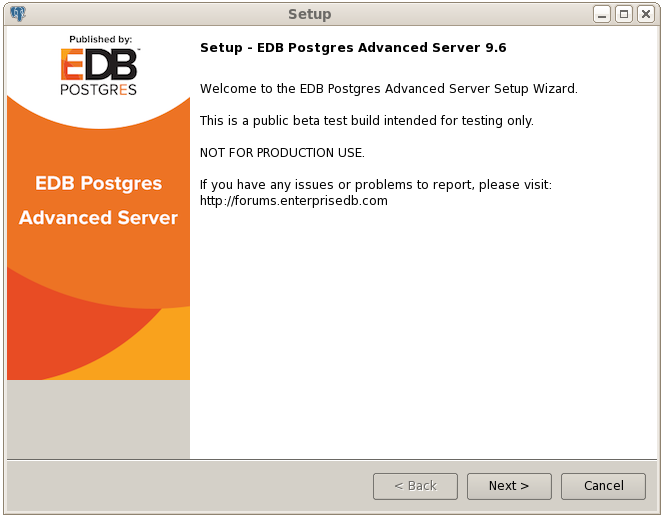 Setup
Published by:
EDB
POSTGRES
EDB Postgres
Advanced Server
Setup - EDB Postgres Advanced Server 9.6
Welcome to the EDB Postgres Advanced Server Setup Wizard.
This is a public beta test build intended for testing only.
NOT FOR PRODUCTION USE.
If you have any issues or problems to report, please visit:
http://forums.enterprisedb.com
< Back
Next >
Cancel